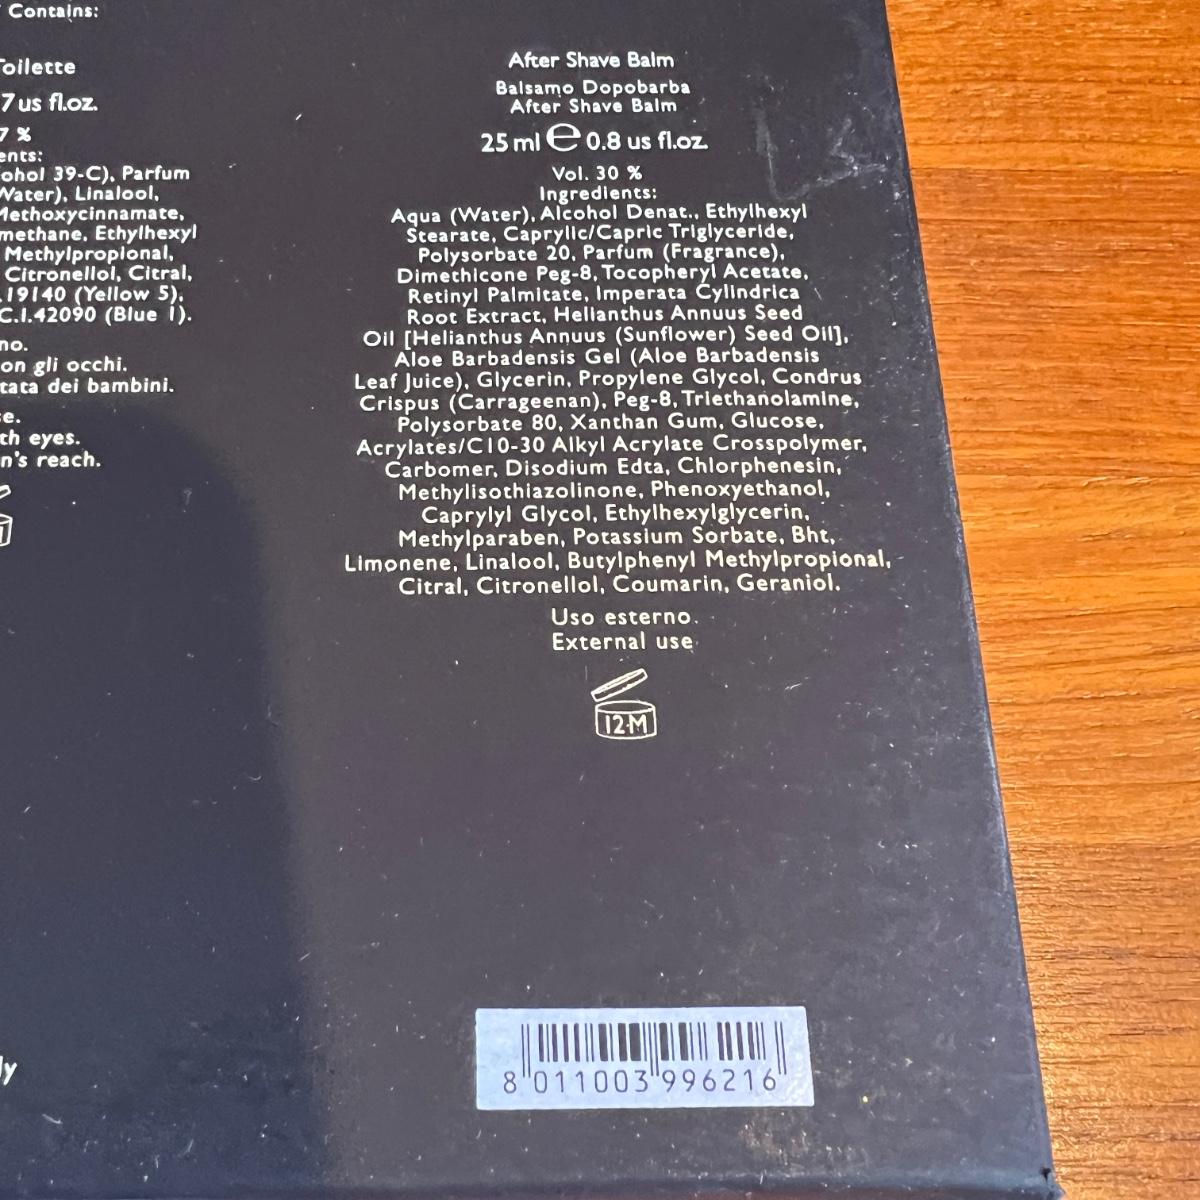 Contains:
Toilette
7 us fl.oz.
7 %
ents:
ohol 39-C), Parfum
Water), Linalool,
Methoxycinnamate,
methane, Ethylhexyl
Methylpropional,
Citronellol, Citral,
19140 (Yellow 5),
C.I.42090 (Blue 1).
no.
on gli occhi.
tata dei bambini.
e.
th eyes.
n's reach.
ly
After Shave Balm
Balsamo Dopobarba
After Shave Balm
25 ml e 0.8 us fl.oz.
Vol. 30 %
Ingredients:
Aqua (Water), Alcohol Denat., Ethylhexyl
Stearate, Caprylic/Capric Triglyceride,
Polysorbate 20, Parfum (Fragrance),
Dimethicone Peg-8, Tocopheryl Acetate,
Retinyl Palmitate, Imperata Cylindrica
Root Extract, Helianthus Annuus Seed
Oil [Helianthus Annuus (Sunflower) Seed Oil],
Aloe Barbadensis Gel (Aloe Barbadensis
Leaf Juice), Glycerin, Propylene Glycol, Condrus
Crispus (Carrageenan), Peg-8, Triethanolamine,
Polysorbate 80, Xanthan Gum, Glucose,
Acrylates/C10-30 Alkyl Acrylate Crosspolymer,
Carbomer, Disodium Edta, Chlorphenesin,
Methylisothiazolinone, Phenoxyethanol,
Caprylyl Glycol, Ethylhexylglycerin,
Methylparaben, Potassium Sorbate, Bht,
Limonene, Linalool, Butylphenyl Methylpropional,
Citral, Citronellol, Coumarin, Geraniol.
Uso esterno.
External use
12M
8 011003 996216